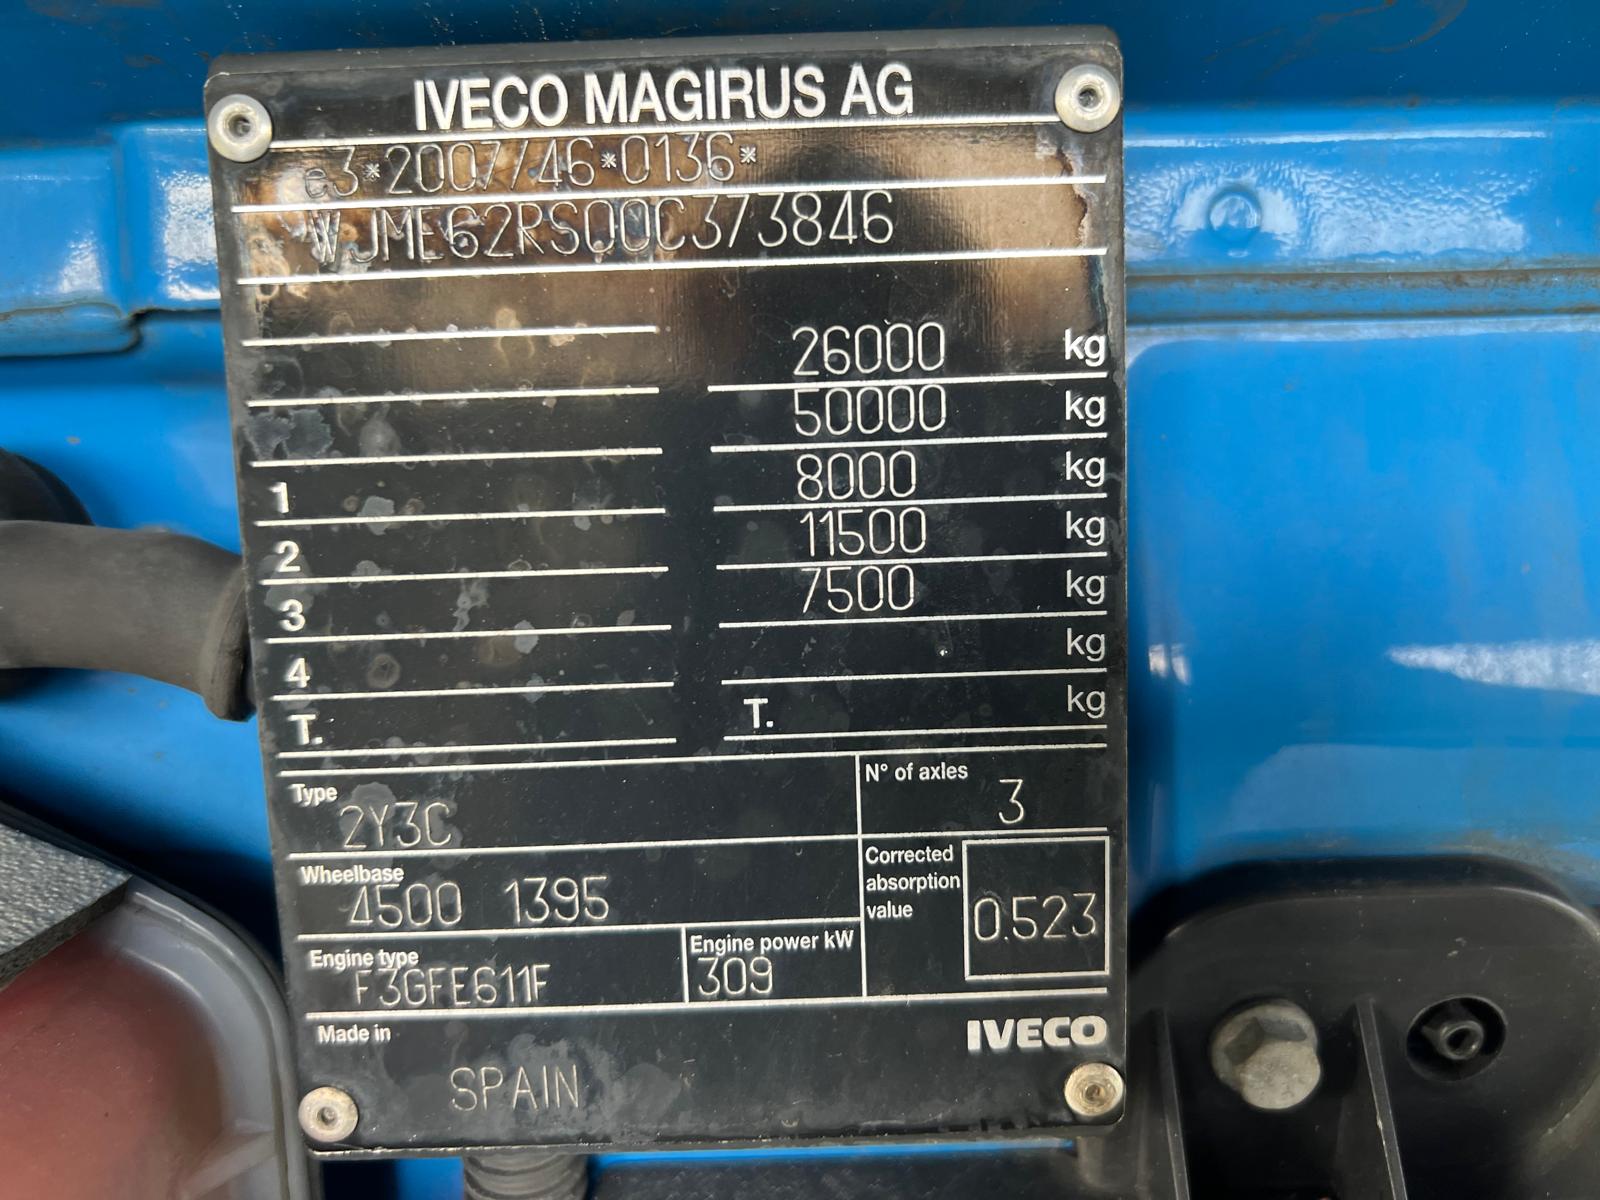 IVECO MAGIRUS AG
e3*2007/46*0136*
WJME62RS00C373846
26000 kg
50000 kg
1 8000 kg
2 11500 kg
3 7500 kg
4 kg
T. T. kg
Type 2Y3C
N° of axles 3
Wheelbase 4500 1395
Corrected absorption value 0.523
Engine type F3GFE611F
Engine power kW 309
Made in SPAIN
IVECO